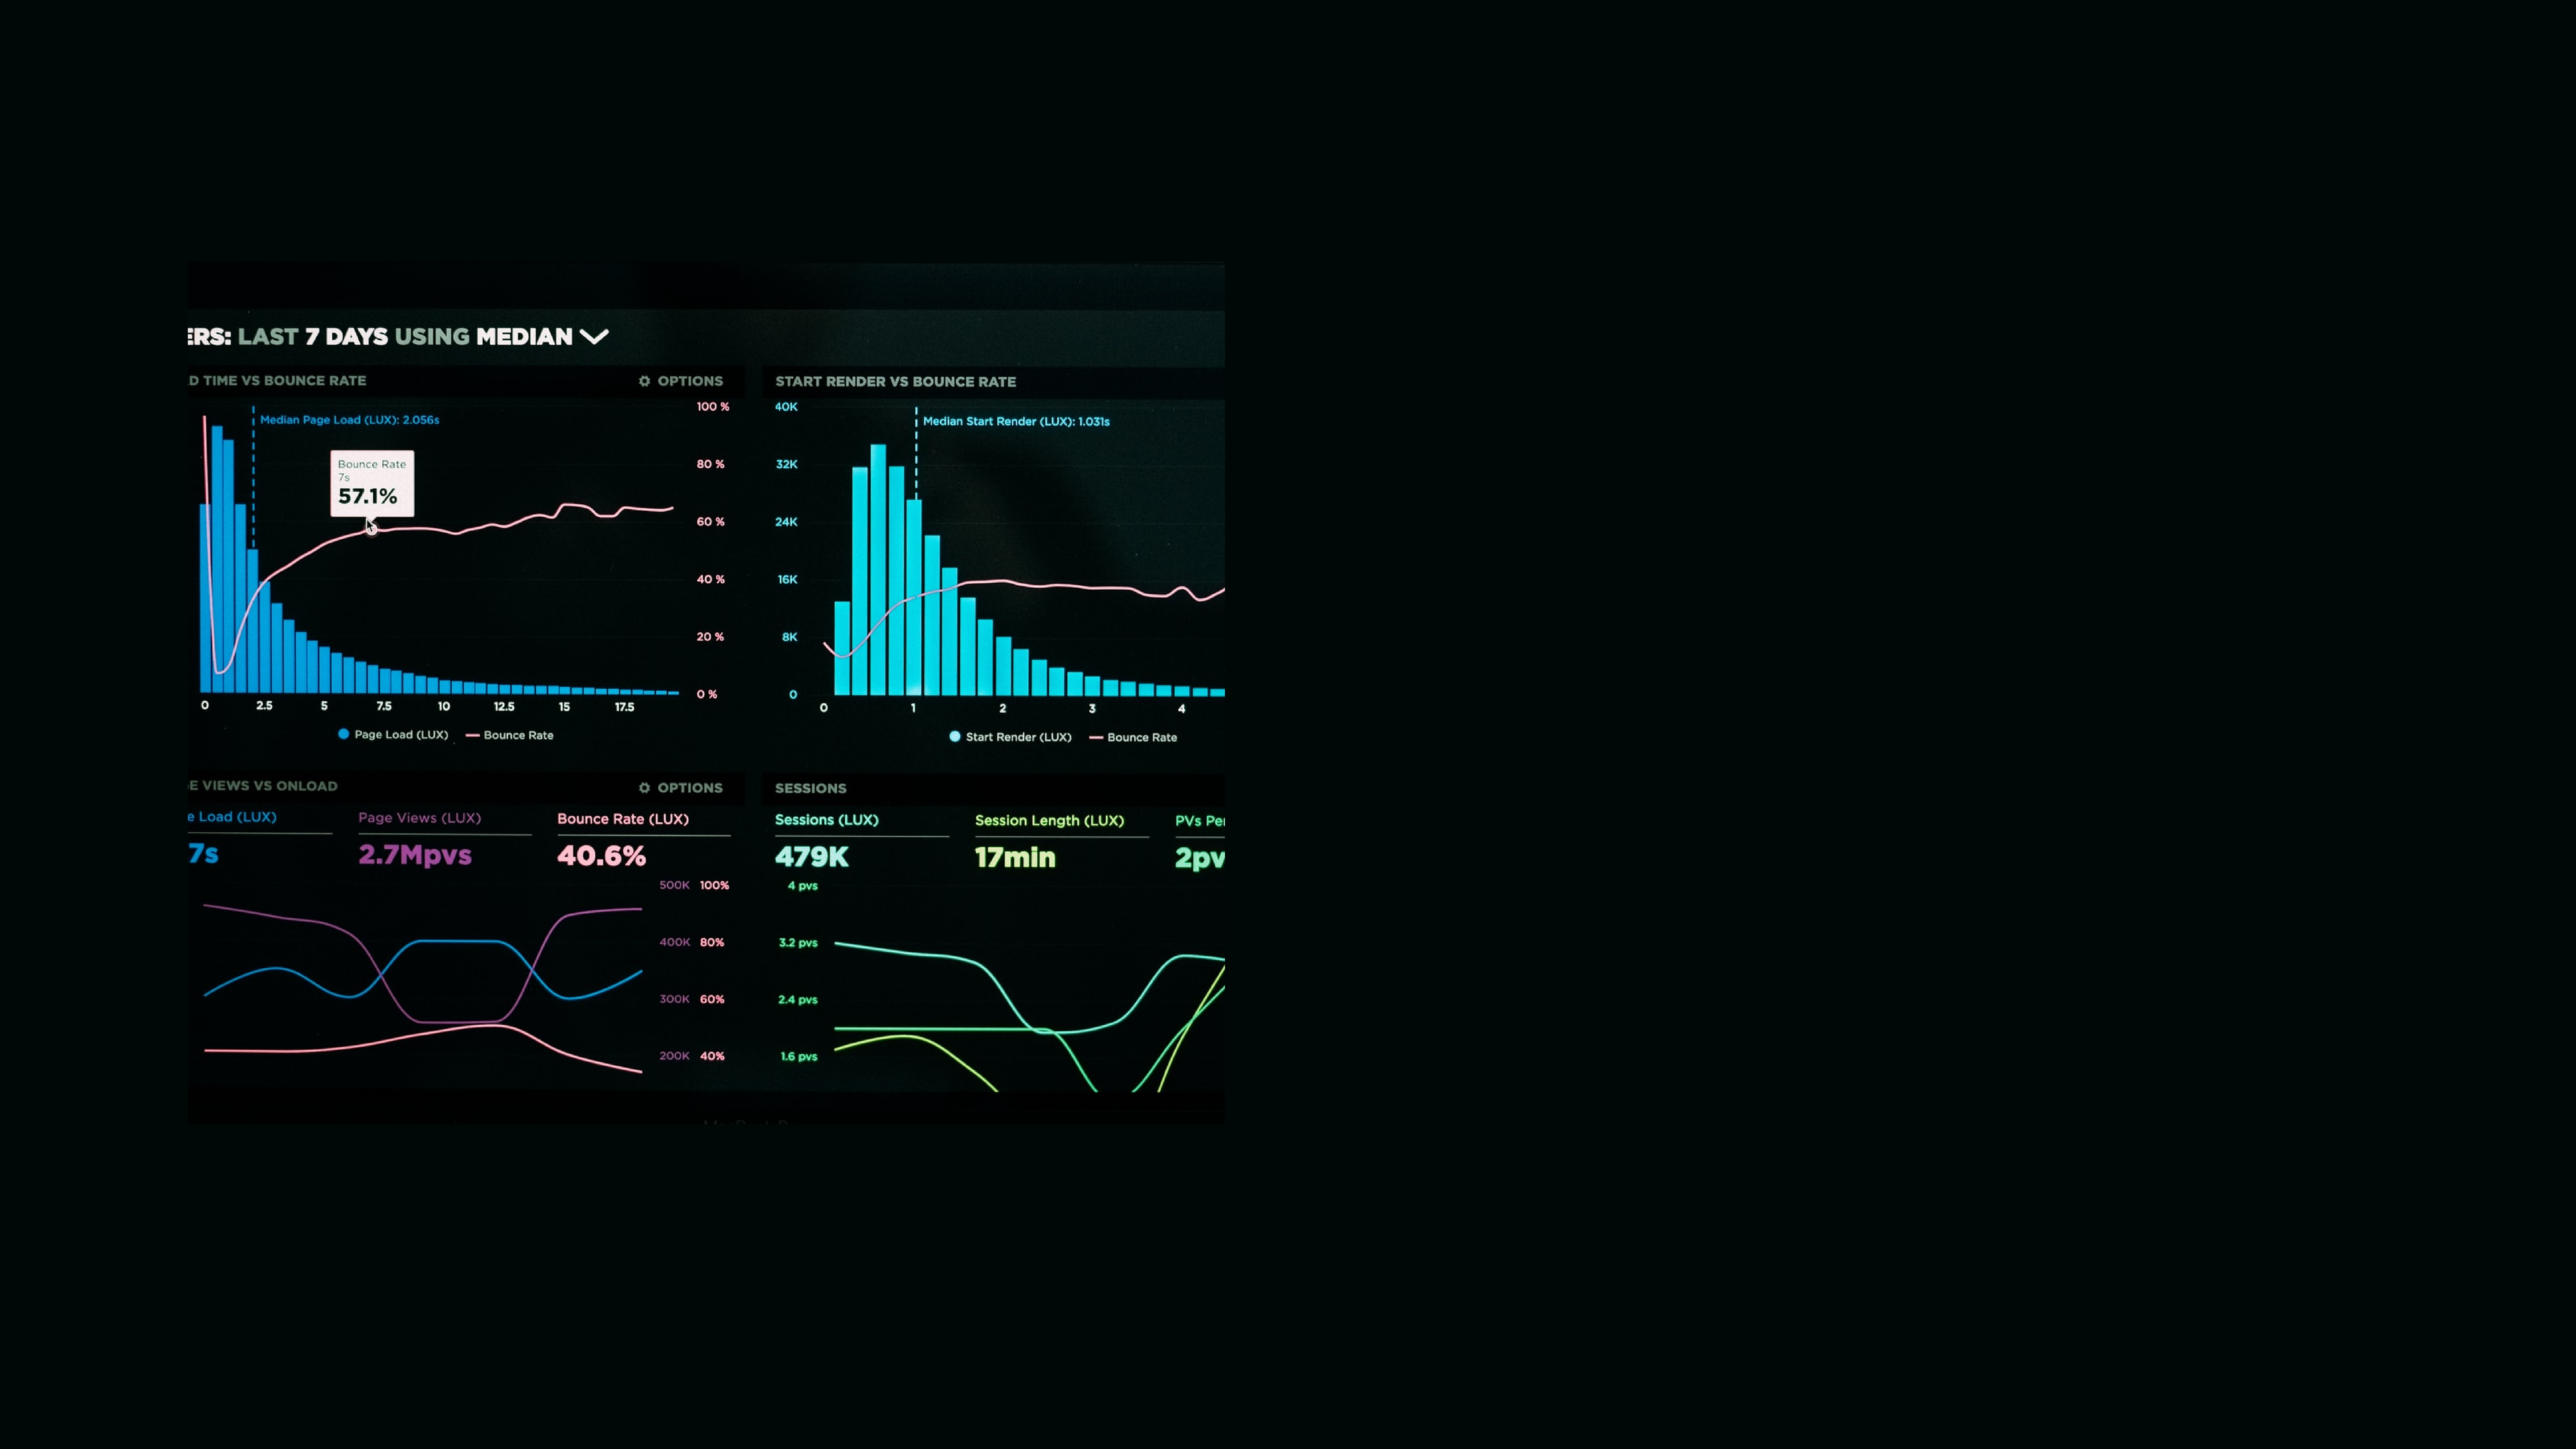 ERS: LAST 7 DAYS USING MEDIAN
D TIME VS BOUNCE RATE
OPTIONS
Median Page Load (LUX): 2.056s
Bounce Rate
7s
57.1%
100 %
80 %
60 %
40 %
20 %
0 %
0 2.5 5 7.5 10 12.5 15 17.5
Page Load (LUX) Bounce Rate
START RENDER VS BOUNCE RATE
Median Start Render (LUX): 1.031s
40K
32K
24K
16K
8K
0
0 1 2 3 4
Start Render (LUX) Bounce Rate
E VIEWS VS ONLOAD
OPTIONS
e Load (LUX) Page Views (LUX) Bounce Rate (LUX)
7s 2.7Mpvs 40.6%
500K 100%
400K 80%
300K 60%
200K 40%
SESSIONS
Sessions (LUX) Session Length (LUX) PVs Pe
479K 17min 2pv
4 pvs
3.2 pvs
2.4 pvs
1.6 pvs